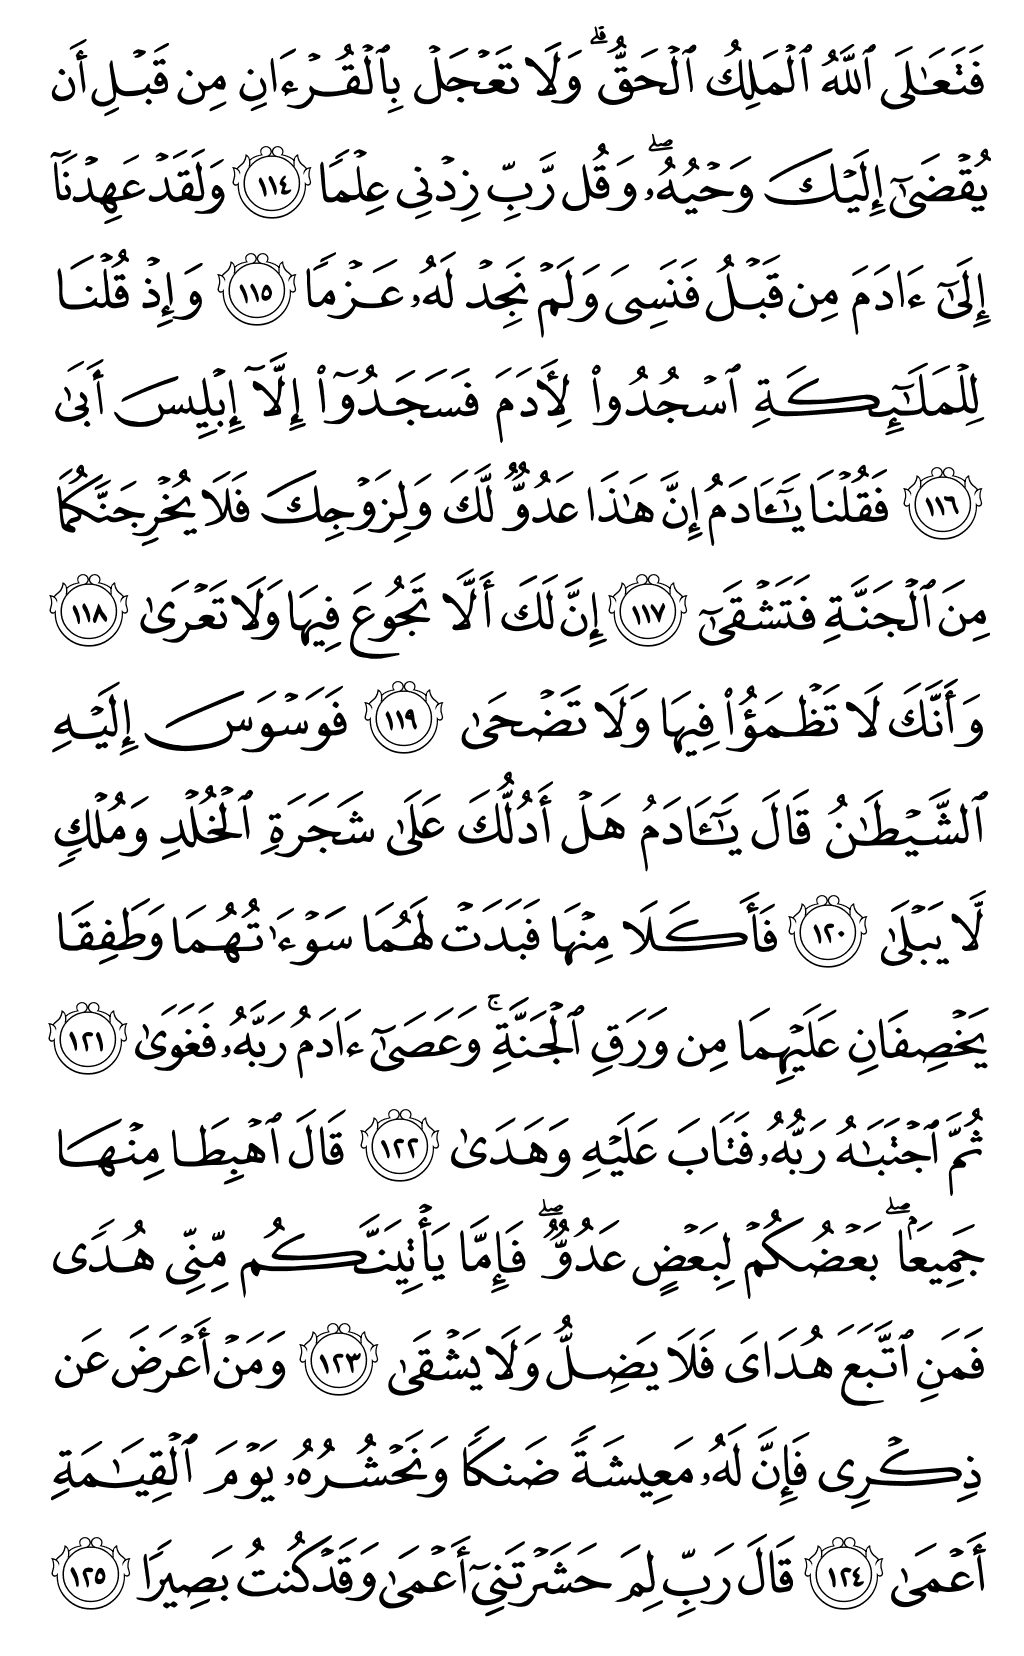 فَتَعَٰلَى ٱللَّهُ ٱلْمَلِكُ ٱلْحَقُّ ۗ وَلَا تَعْجَلْ بِٱلْقُرْءَانِ مِن قَبْلِ أَن
يُقْضَىٰٓ إِلَيْكَ وَحْيُهُۥ ۖ وَقُل رَّبِّ زِدْنِى عِلْمًا ١١٤ وَلَقَدْ عَهِدْنَآ
إِلَىٰٓ ءَادَمَ مِن قَبْلُ فَنَسِىَ وَلَمْ نَجِدْ لَهُۥ عَزْمًا ١١٥ وَإِذْ قُلْنَا
لِلْمَلَٰٓئِكَةِ ٱسْجُدُوا۟ لِأَدَمَ فَسَجَدُوٓا۟ إِلَّآ إِبْلِيسَ أَبَىٰ
١١٦ فَقُلْنَا يَٰٓـَٔادَمُ إِنَّ هَٰذَا عَدُوٌّ لَّكَ وَلِزَوْجِكَ فَلَا يُخْرِجَنَّكُمَا
مِنَ ٱلْجَنَّةِ فَتَشْقَىٰٓ ١١٧ إِنَّ لَكَ أَلَّا تَجُوعَ فِيهَا وَلَا تَعْرَىٰ ١١٨
وَأَنَّكَ لَا تَظْمَؤُا۟ فِيهَا وَلَا تَضْحَىٰ ١١٩ فَوَسْوَسَ إِلَيْهِ
ٱلشَّيْطَٰنُ قَالَ يَٰٓـَٔادَمُ هَلْ أَدُلُّكَ عَلَىٰ شَجَرَةِ ٱلْخُلْدِ وَمُلْكٍ
لَّا يَبْلَىٰ ١٢٠ فَأَكَلَا مِنْهَا فَبَدَتْ لَهُمَا سَوْءَٰتُهُمَا وَطَفِقَا
يَخْصِفَانِ عَلَيْهِمَا مِن وَرَقِ ٱلْجَنَّةِ ۚ وَعَصَىٰٓ ءَادَمُ رَبَّهُۥ فَغَوَىٰ ١٢١
ثُمَّ ٱجْتَبَٰهُ رَبُّهُۥ فَتَابَ عَلَيْهِ وَهَدَىٰ ١٢٢ قَالَ ٱهْبِطَا مِنْهَا
جَمِيعًۢا ۖ بَعْضُكُمْ لِبَعْضٍ عَدُوٌّ ۖ فَإِمَّا يَأْتِيَنَّكُم مِّنِّى هُدًى
فَمَنِ ٱتَّبَعَ هُدَاىَ فَلَا يَضِلُّ وَلَا يَشْقَىٰ ١٢٣ وَمَنْ أَعْرَضَ عَن
ذِكْرِى فَإِنَّ لَهُۥ مَعِيشَةً ضَنكًا وَنَحْشُرُهُۥ يَوْمَ ٱلْقِيَٰمَةِ
أَعْمَىٰ ١٢٤ قَالَ رَبِّ لِمَ حَشَرْتَنِىٓ أَعْمَىٰ وَقَدْ كُنتُ بَصِيرًا ١٢٥